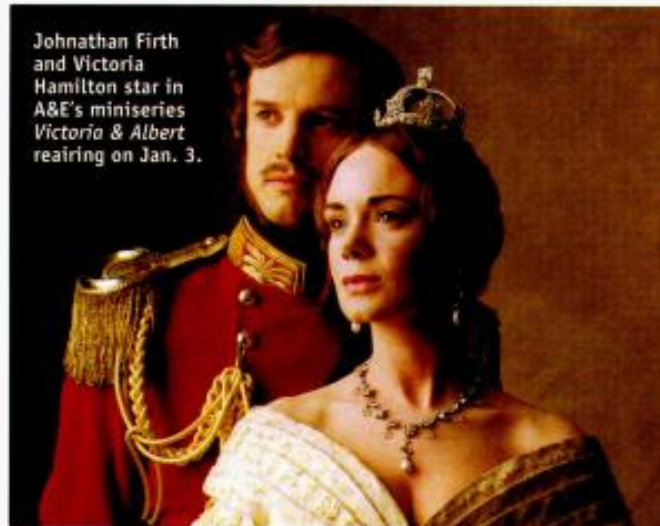 Johnathan Firth
and Victoria
Hamilton star in
A&E's miniseries
Victoria & Albert
reairing on Jan. 3.